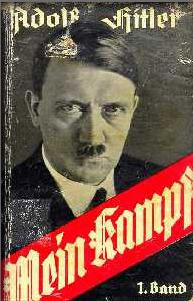 Adolf Hitler
Mein Kampf
1. Band